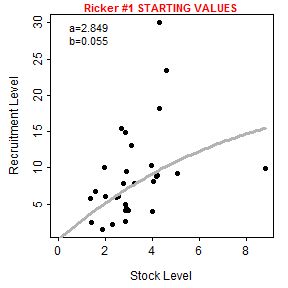 Ricker #1 STARTING VALUES
a=2.849
b=0.055
30
25
20
15
10
5
Recruitment Level
0 2 4 6 8
Stock Level